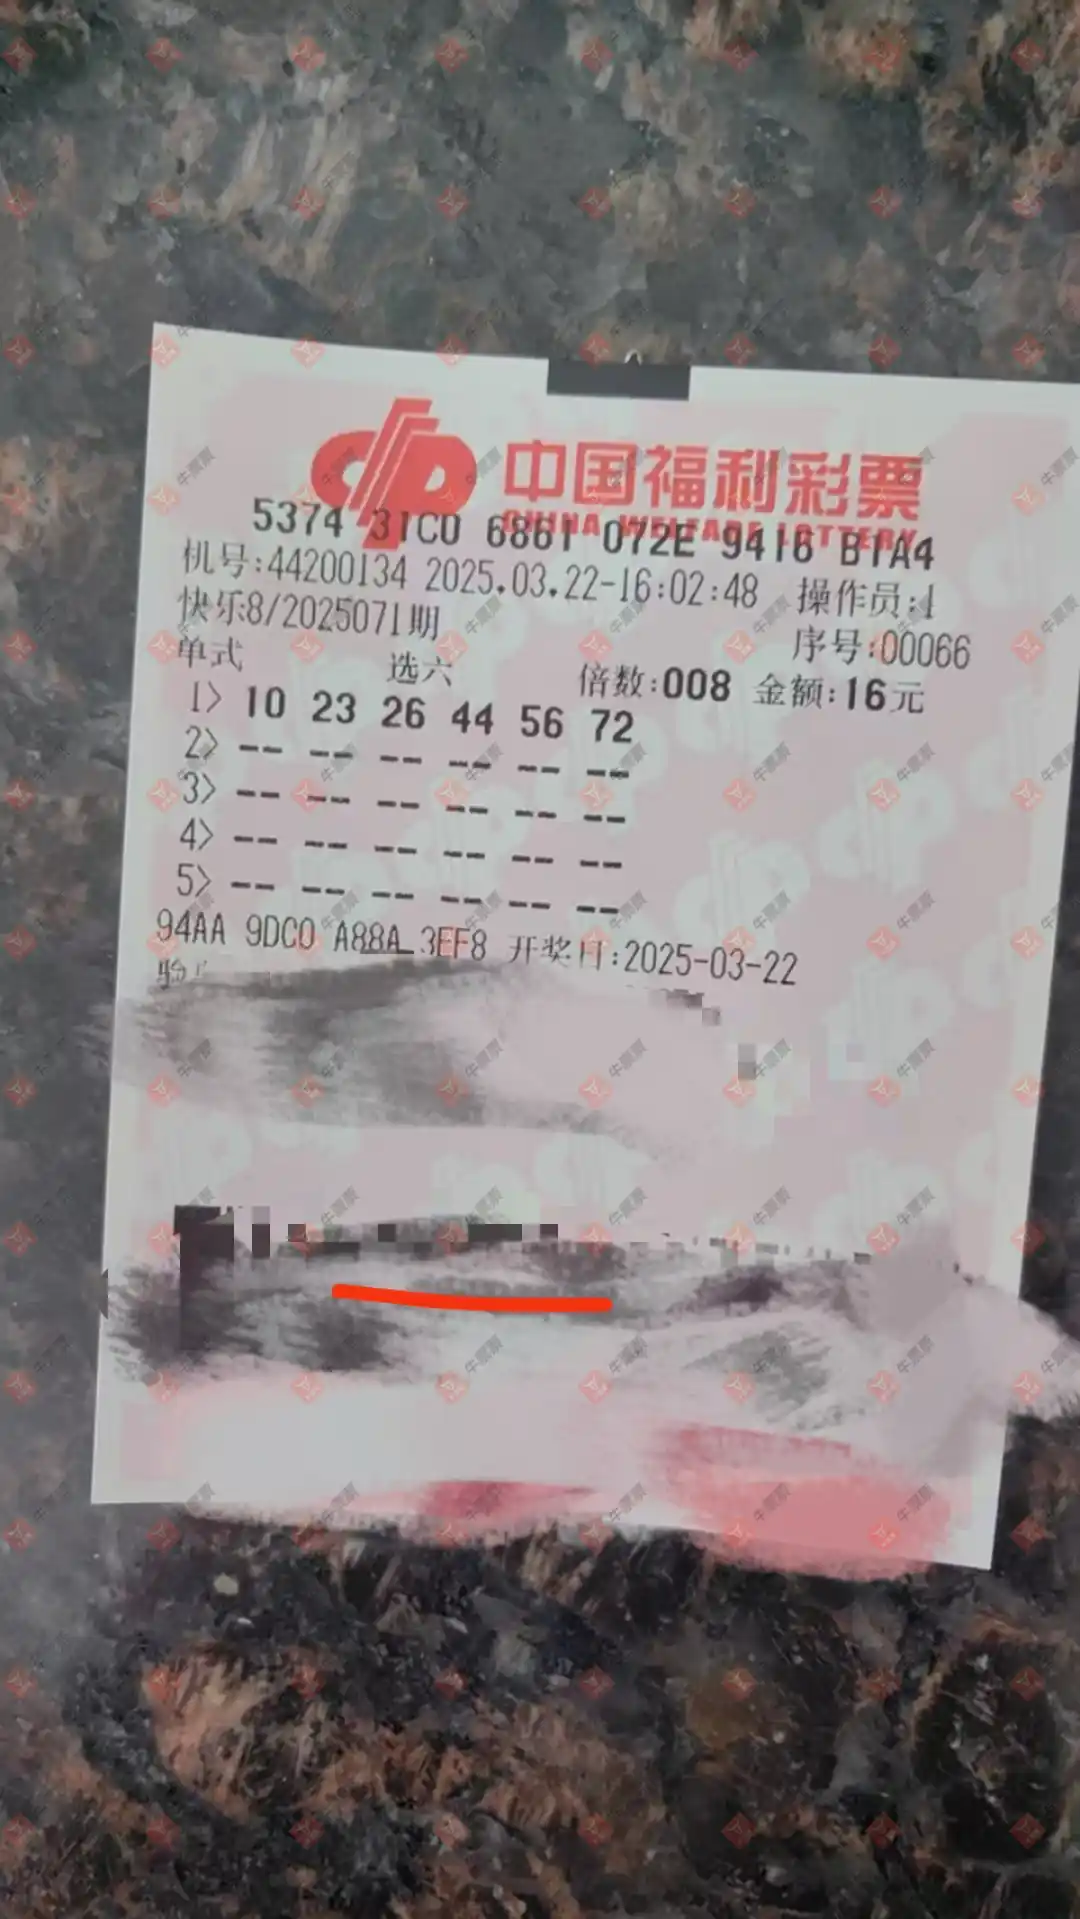 中国福利彩票
CHINA WELFARE LOTTERY
5374 31C0 6861 072E 9416 B1A4
机号:44200134 2025.03.22-16:02:48 操作员:1
快乐8/2025071期 序号:00066
单式 选六 倍数:008 金额:16元
1> 10 23 26 44 56 72
2> -- -- -- -- -- --
3> -- -- -- -- -- --
4> -- -- -- -- -- --
5> -- -- -- -- -- --
94AA 9DC0 A88A 3EF8 开奖日:2025-03-22
验